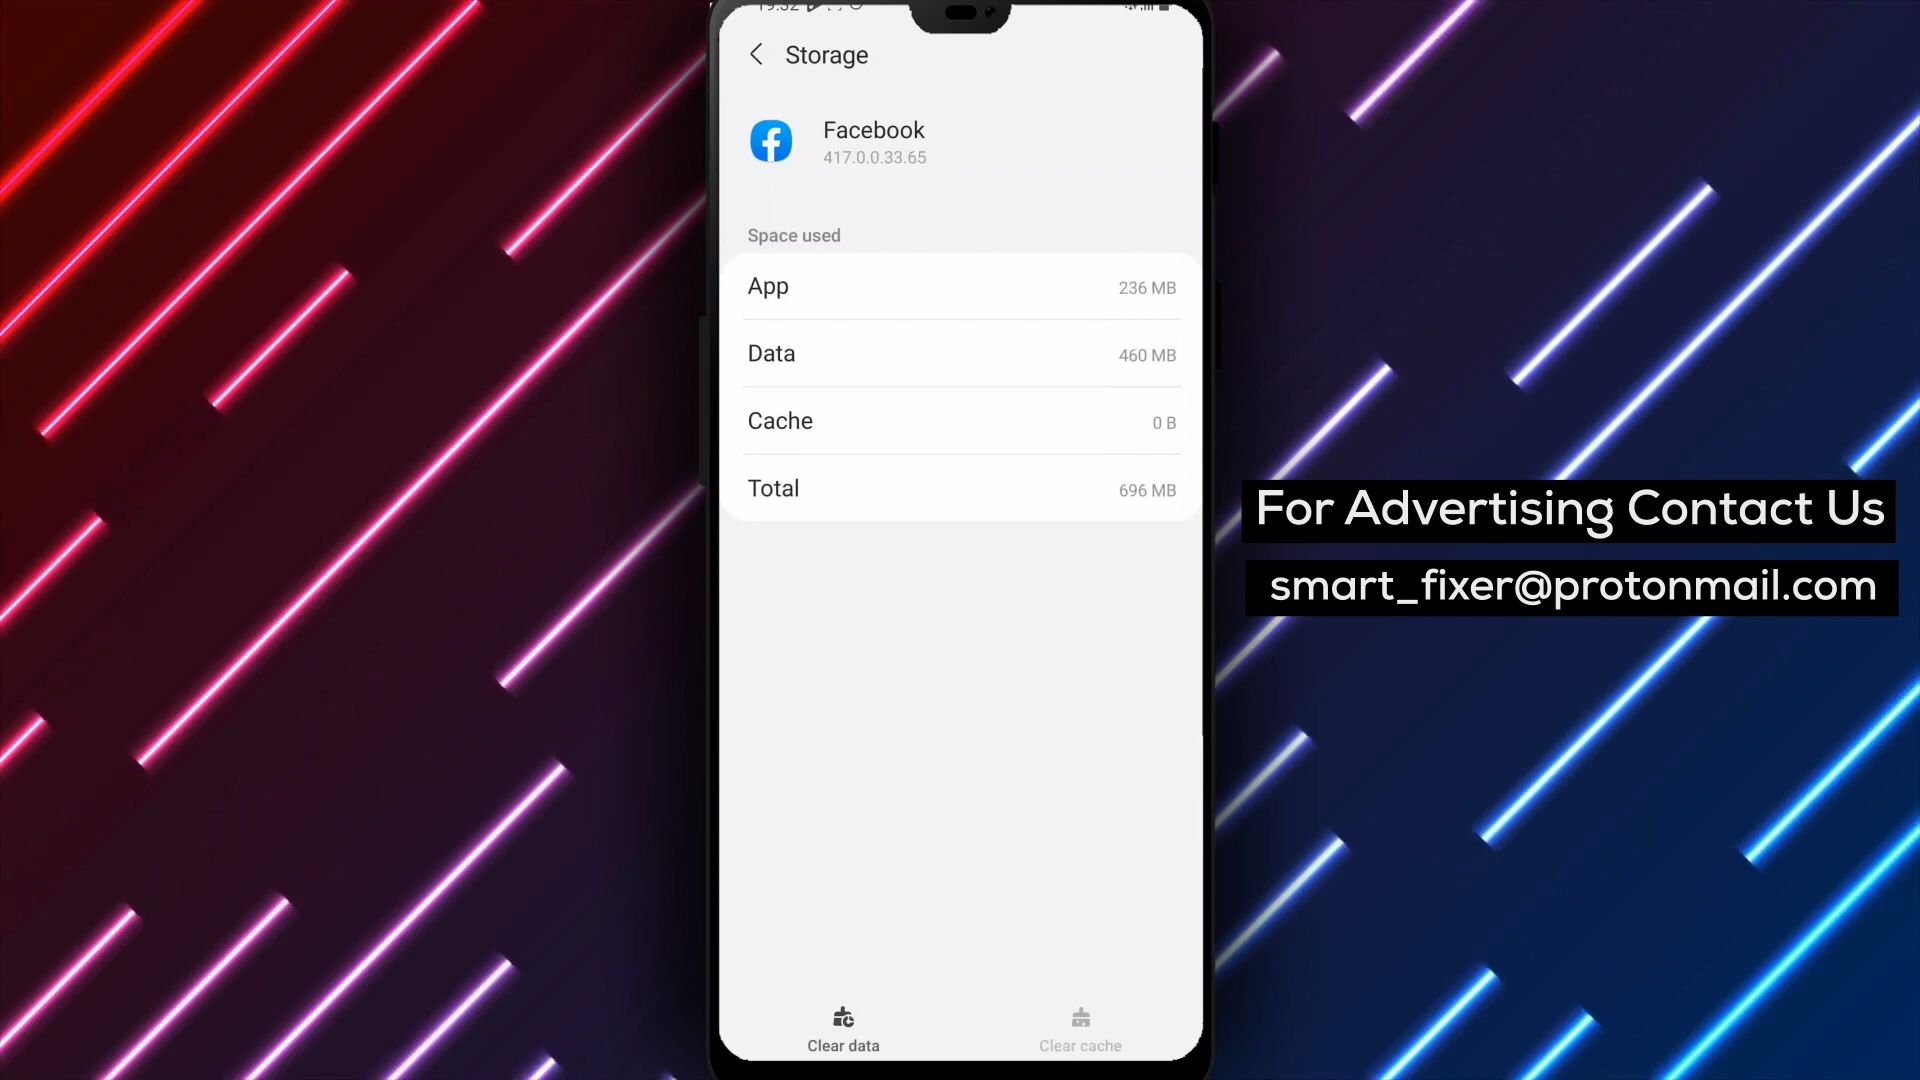 Storage
Facebook
417.0.0.33.65
Space used
App 236 MB
Data 460 MB
Cache 0 B
Total 696 MB
Clear data
Clear cache
For Advertising Contact Us
smart_fixer@protonmail.com